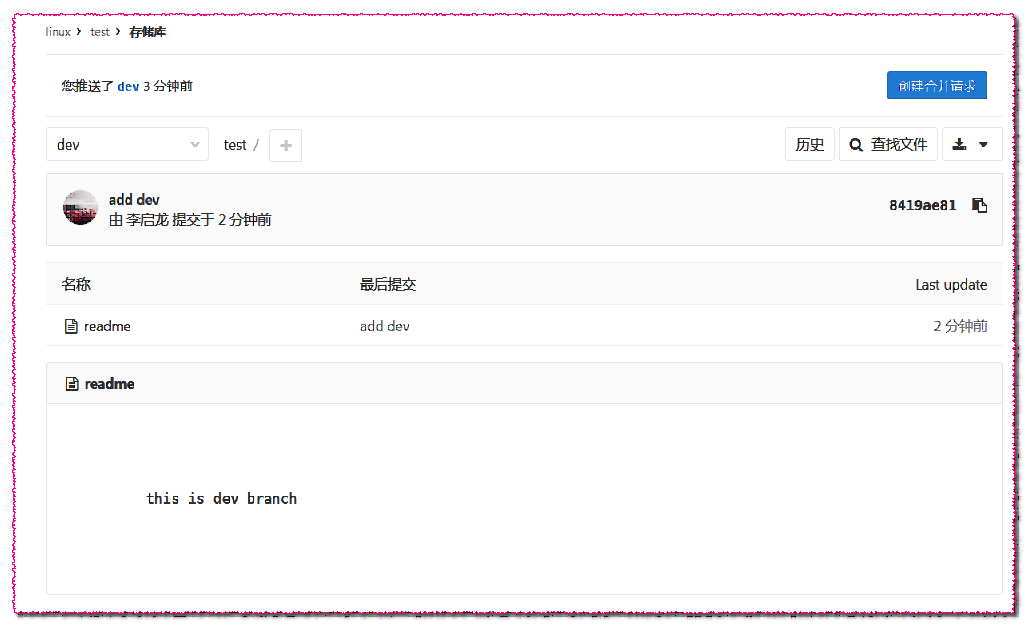 linux > test > 存储库
您推送了 dev 3 分钟前
创建合并请求
dev
test / +
历史
查找文件
add dev
由 李启龙 提交于 2 分钟前
8419ae81
名称 最后提交 Last update
readme add dev 2 分钟前
readme
this is dev branch